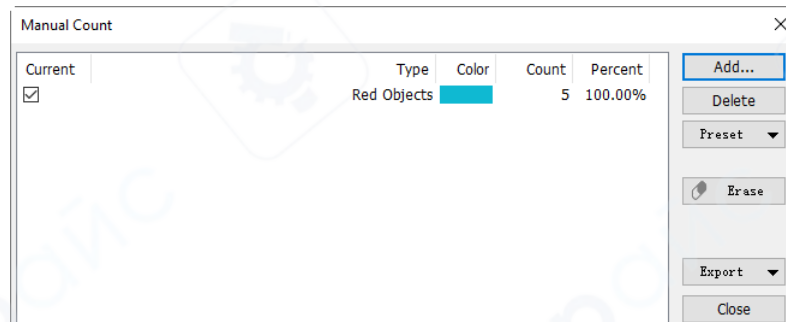 Manual Count
Current Type Color Count Percent
Red Objects 5 100.00%
Add...
Delete
Preset
Erase
Export
Close